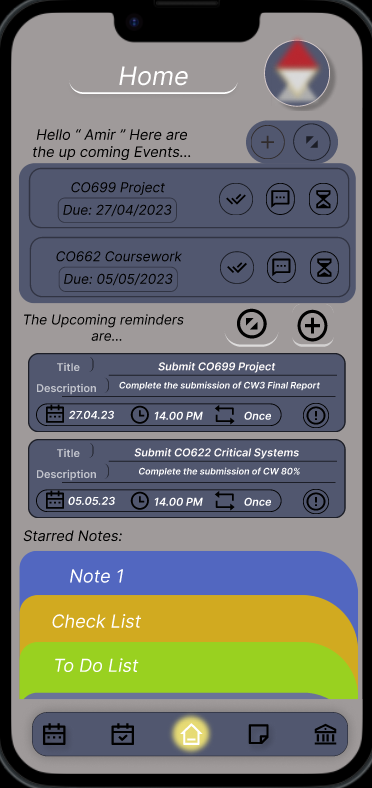 Home
Hello “ Amir ” Here are
the up coming Events...
CO699 Project
Due: 27/04/2023
CO662 Coursework
Due: 05/05/2023
The Upcoming reminders
are...
Title Submit CO699 Project
Description Complete the submission of CW3 Final Report
27.04.23 14.00 PM Once
Title Submit CO622 Critical Systems
Description Complete the submission of CW 80%
05.05.23 14.00 PM Once
Starred Notes:
Note 1
Check List
To Do List